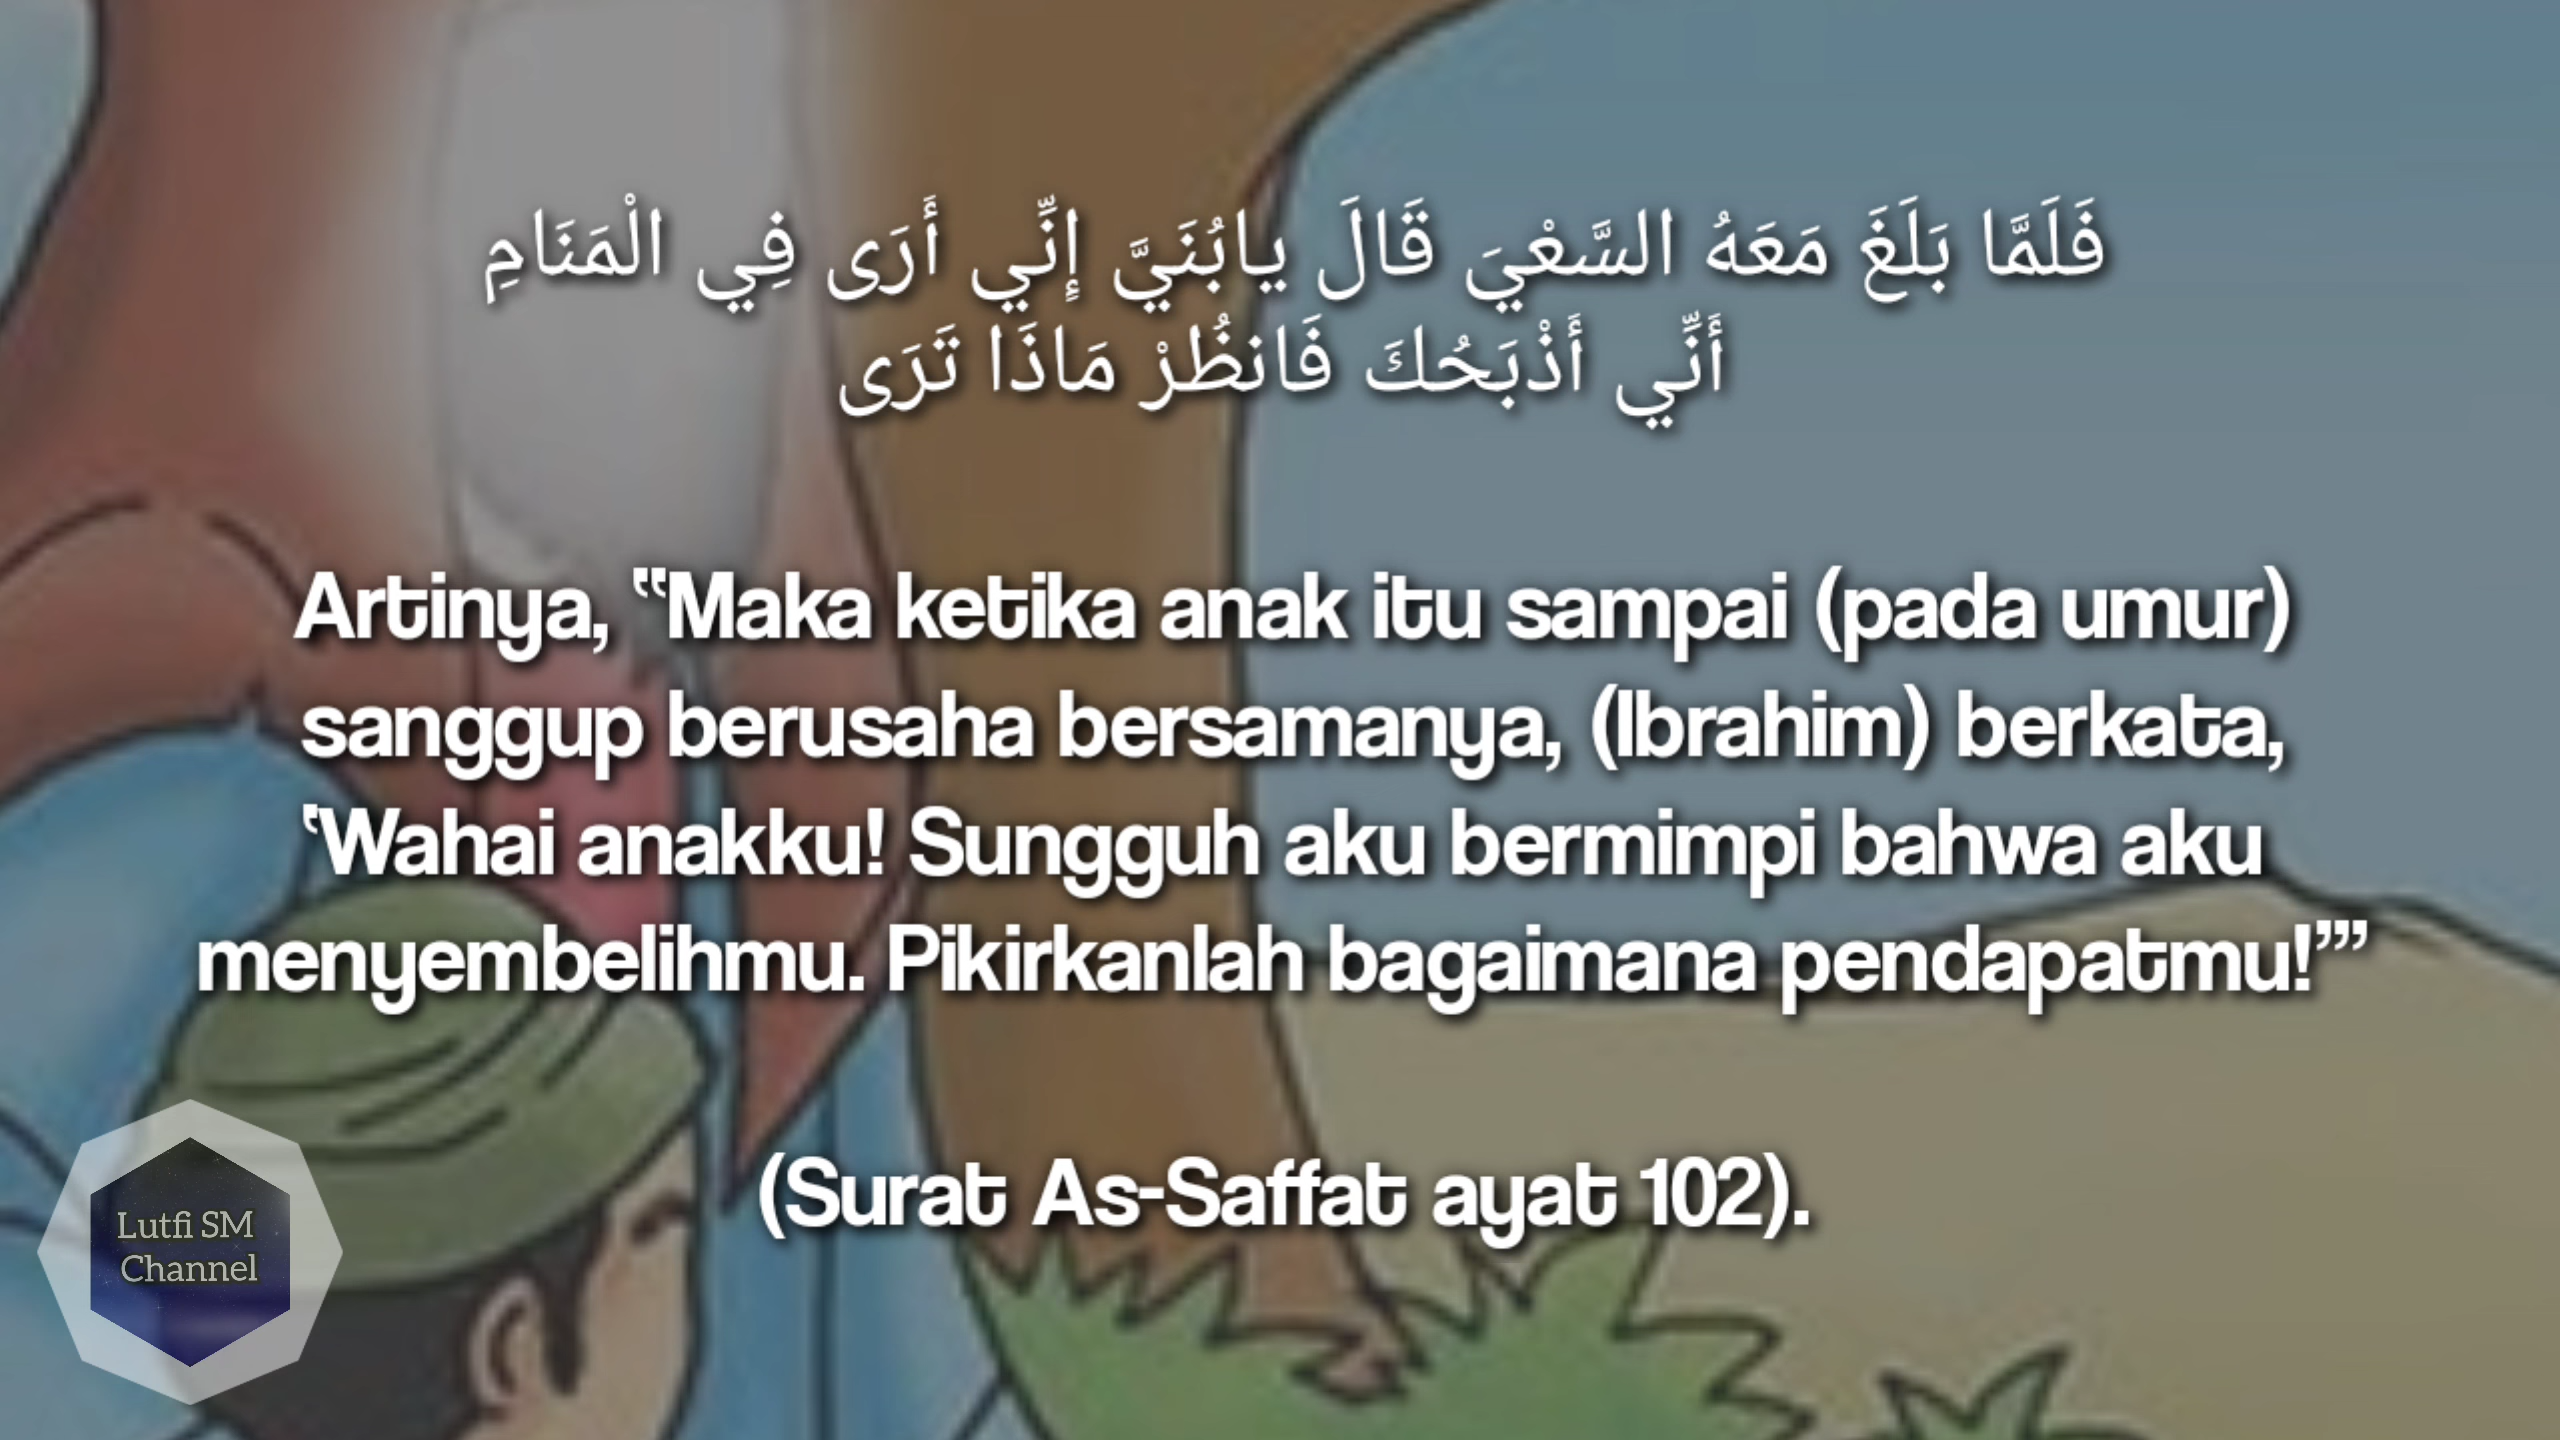 فَلَمَّا بَلَغَ مَعَهُ السَّعْيَ قَالَ يابُنَيَّ إِنِّي أَرَى فِي الْمَنَامِ
أَنِّي أَذْبَحُكَ فَانظُرْ مَاذَا تَرَى
Artinya, “Maka ketika anak itu sampai (pada umur)
sanggup berusaha bersamanya, (Ibrahim) berkata,
‘Wahai anakku! Sungguh aku bermimpi bahwa aku
menyembelihmu. Pikirkanlah bagaimana pendapatmu!’”
(Surat As-Saffat ayat 102).
Lutfi SM
Channel